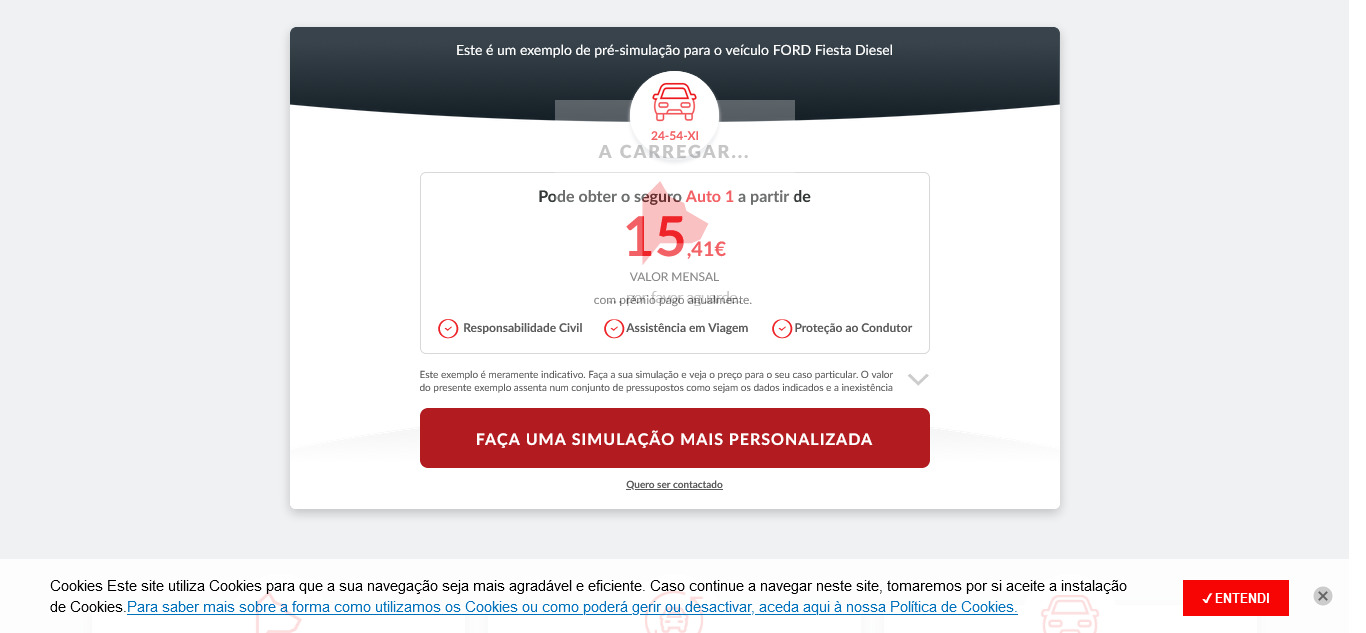 Este é um exemplo de pré-simulação para o veículo FORD Fiesta Diesel
24-54-XI
A CARREGAR...
Pode obter o seguro Auto 1 a partir de
15,41€
VALOR MENSAL
com prémio pago anualmente.
... por favor aguarde.
Responsabilidade Civil
Assistência em Viagem
Proteção ao Condutor
Este exemplo é meramente indicativo. Faça a sua simulação e veja o preço para o seu caso particular. O valor
do presente exemplo assenta num conjunto de pressupostos como sejam os dados indicados e a inexistência
FAÇA UMA SIMULAÇÃO MAIS PERSONALIZADA
Quero ser contactado
Cookies Este site utiliza Cookies para que a sua navegação seja mais agradável e eficiente. Caso continue a navegar neste site, tomaremos por si aceite a instalação
de Cookies.Para saber mais sobre a forma como utilizamos os Cookies ou como poderá gerir ou desactivar, aceda aqui à nossa Política de Cookies.
✓ENTENDI